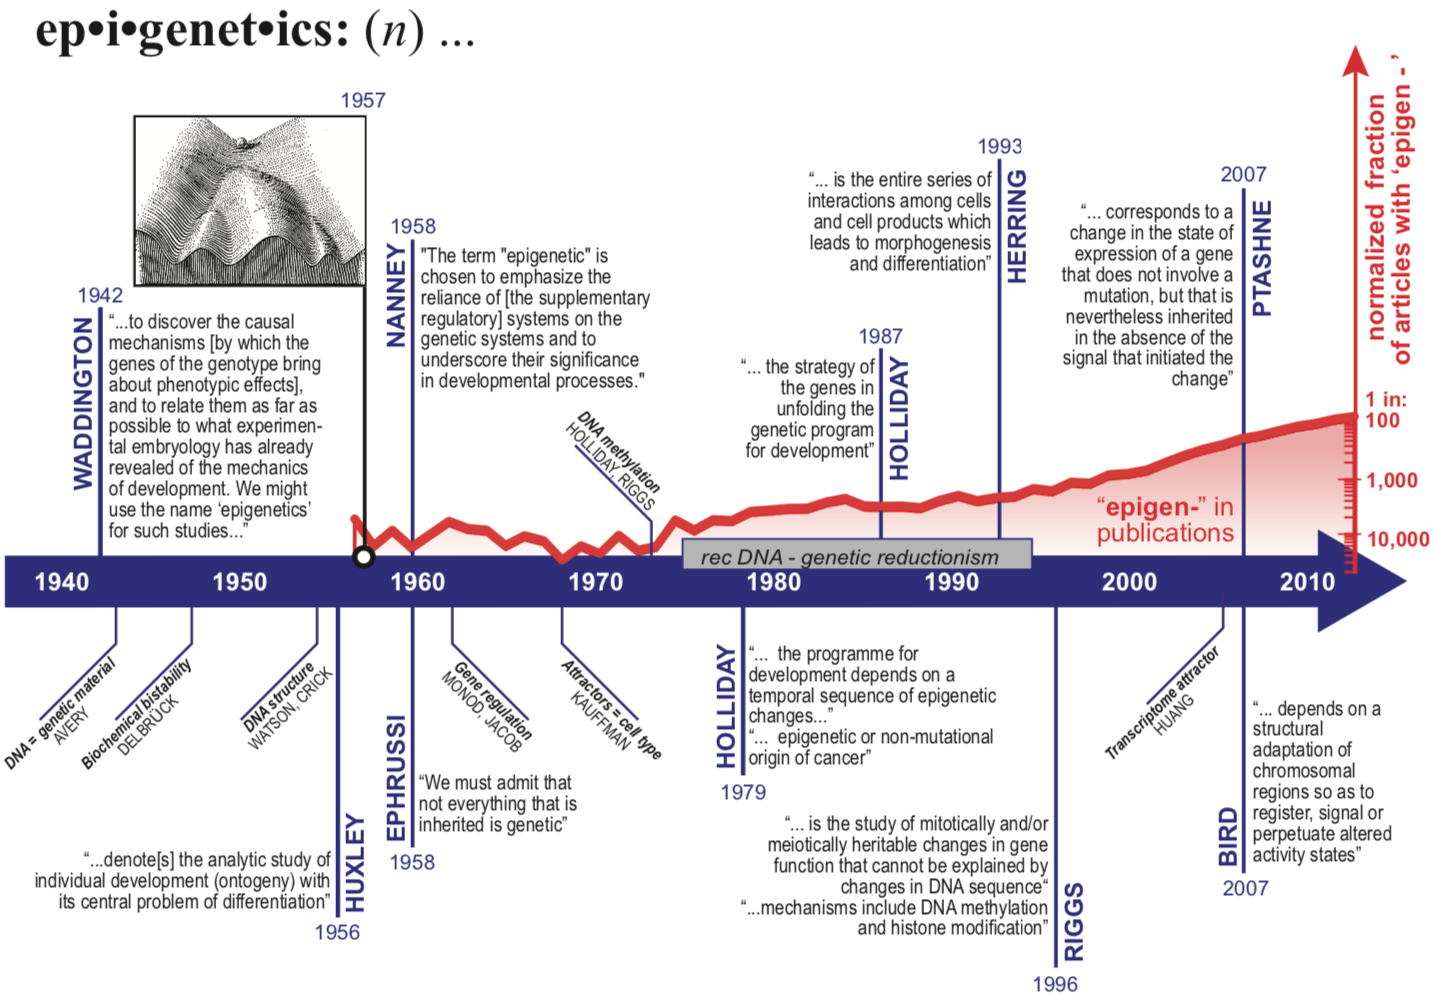 ep•i•genet•ics: (n) ...
1957
1942
WADDINGTON
“...to discover the causal
mechanisms [by which the
genes of the genotype bring
about phenotypic effects],
and to relate them as far as
possible to what experimen-
tal embryology has already
revealed of the mechanics
of development. We might
use the name ‘epigenetics’
for such studies...”
1958
NANNEY
"The term "epigenetic" is
chosen to emphasize the
reliance of [the supplementary
regulatory] systems on the
genetic systems and to
underscore their significance
in developmental processes."
DNA methylation
HOLLIDAY, RIGGS
1987
HOLLIDAY
“... the strategy of
the genes in
unfolding the
genetic program
for development”
1993
HERRING
“... is the entire series of
interactions among cells
and cell products which
leads to morphogenesis
and differentiation”
2007
PTASHNE
“... corresponds to a
change in the state of
expression of a gene
that does not involve a
mutation, but that is
nevertheless inherited
in the absence of the
signal that initiated the
change”
normalized fraction
of articles with ‘epigen - ’
1 in:
100
1,000
10,000
“epigen-” in
publications
rec DNA - genetic reductionism
1940 1950 1960 1970 1980 1990 2000 2010
DNA = genetic material
AVERY
Biochemical bistability
DELBRÜCK
DNA structure
WATSON, CRICK
HUXLEY
“...denote[s] the analytic study of
individual development (ontogeny) with
its central problem of differentiation”
1956
EPHRUSSI
“We must admit that
not everything that is
inherited is genetic”
1958
Gene regulation
MONOD, JACOB
Attractors = cell type
KAUFFMAN
HOLLIDAY
“... the programme for
development depends on a
temporal sequence of epigenetic
changes...”
“... epigenetic or non-mutational
origin of cancer”
1979
“... is the study of mitotically and/or
meiotically heritable changes in gene
function that cannot be explained by
changes in DNA sequence“
“...mechanisms include DNA methylation
and histone modification”
RIGGS
1996
Transcriptome attractor
HUANG
BIRD
“... depends on a
structural
adaptation of
chromosomal
regions so as to
register, signal or
perpetuate altered
activity states”
2007